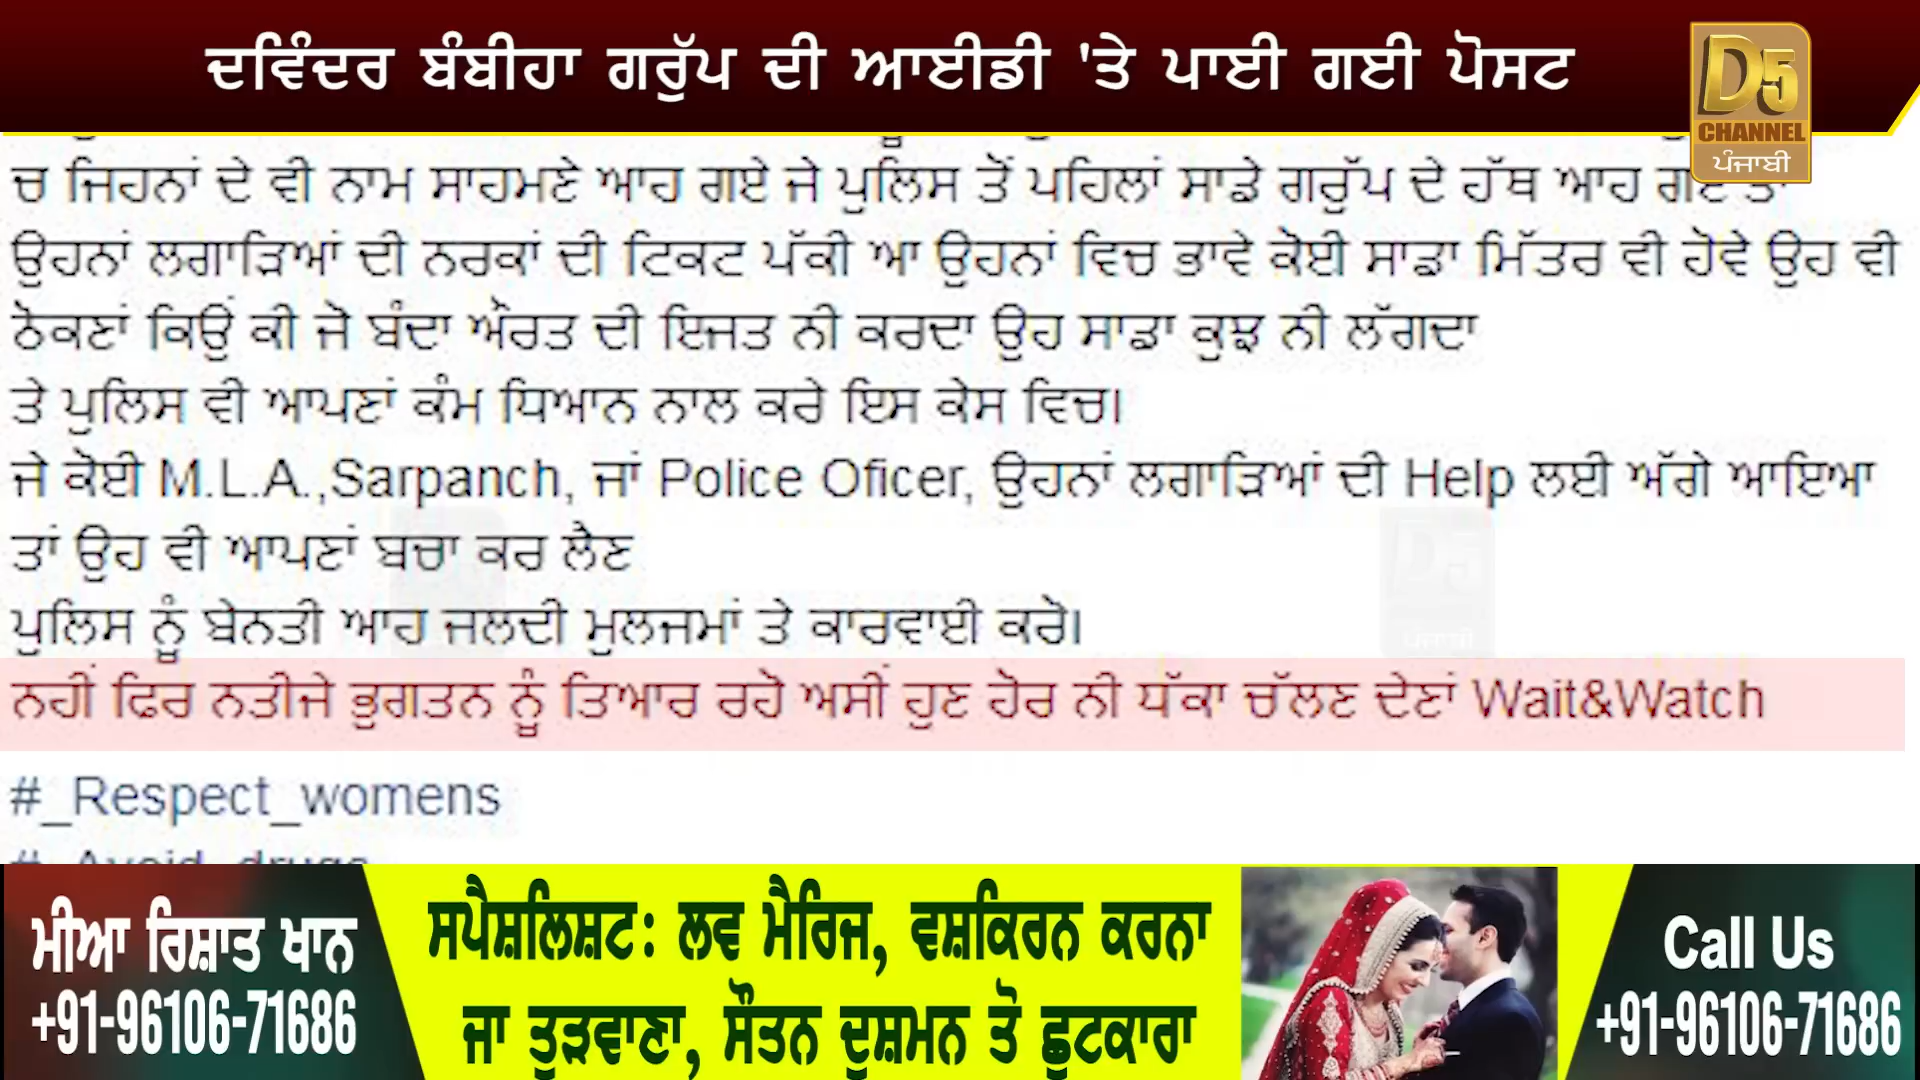 ਦਵਿੰਦਰ ਬੰਬੀਹਾ ਗਰੁੱਪ ਦੀ ਆਈਡੀ 'ਤੇ ਪਾਈ ਗਈ ਪੋਸਟ
D5
CHANNEL
ਪੰਜਾਬੀ
ਚ ਜਿਹਨਾਂ ਦੇ ਵੀ ਨਾਮ ਸਾਹਮਣੇ ਆਹ ਗਏ ਜੇ ਪੁਲਿਸ ਤੋਂ ਪਹਿਲਾਂ ਸਾਡੇ ਗਰੁੱਪ ਦੇ ਹੱਥ ਆਹ ਗਏ ਤਾਂ
ਉਹਨਾਂ ਲਗਾੜਿਆਂ ਦੀ ਨਰਕਾਂ ਦੀ ਟਿਕਟ ਪੱਕੀ ਆ ਉਹਨਾਂ ਵਿਚ ਭਾਵੇ ਕੋਈ ਸਾਡਾ ਮਿੱਤਰ ਵੀ ਹੋਵੇ ਉਹ ਵੀ
ਠੋਕਣਾਂ ਕਿਉਂ ਕੀ ਜੋ ਬੰਦਾ ਔਰਤ ਦੀ ਇਜਤ ਨੀ ਕਰਦਾ ਉਹ ਸਾਡਾ ਕੁਝ ਨੀ ਲੱਗਦਾ
ਤੇ ਪੁਲਿਸ ਵੀ ਆਪਣਾਂ ਕੰਮ ਧਿਆਨ ਨਾਲ ਕਰੇ ਇਸ ਕੇਸ ਵਿਚ।
ਜੇ ਕੋਈ M.L.A.,Sarpanch, ਜਾਂ Police Oficer, ਉਹਨਾਂ ਲਗਾੜਿਆਂ ਦੀ Help ਲਈ ਅੱਗੇ ਆਇਆ
ਤਾਂ ਉਹ ਵੀ ਆਪਣਾਂ ਬਚਾ ਕਰ ਲੈਣ
ਪੁਲਿਸ ਨੂੰ ਬੇਨਤੀ ਆਹ ਜਲਦੀ ਮੁਲਜਮਾਂ ਤੇ ਕਾਰਵਾਈ ਕਰੋ।
ਨਹੀਂ ਫਿਰ ਨਤੀਜੇ ਭੁਗਤਨ ਨੂੰ ਤਿਆਰ ਰਹੋ ਅਸੀਂ ਹੁਣ ਹੋਰ ਨੀ ਧੱਕਾ ਚੱਲਣ ਦੇਣਾਂ Wait&Watch
#_Respect_womens
ਮੀਆ ਰਿਸ਼ਾਤ ਖਾਨ
+91-96106-71686
ਸਪੈਸ਼ਲਿਸ਼ਟ: ਲਵ ਮੈਰਿਜ, ਵਸ਼ਕਿਰਨ ਕਰਨਾ
ਜਾ ਤੁੜਵਾਣਾ, ਸੌਤਨ ਦੁਸ਼ਮਨ ਤੋ ਛੁਟਕਾਰਾ
Call Us
+91-96106-71686